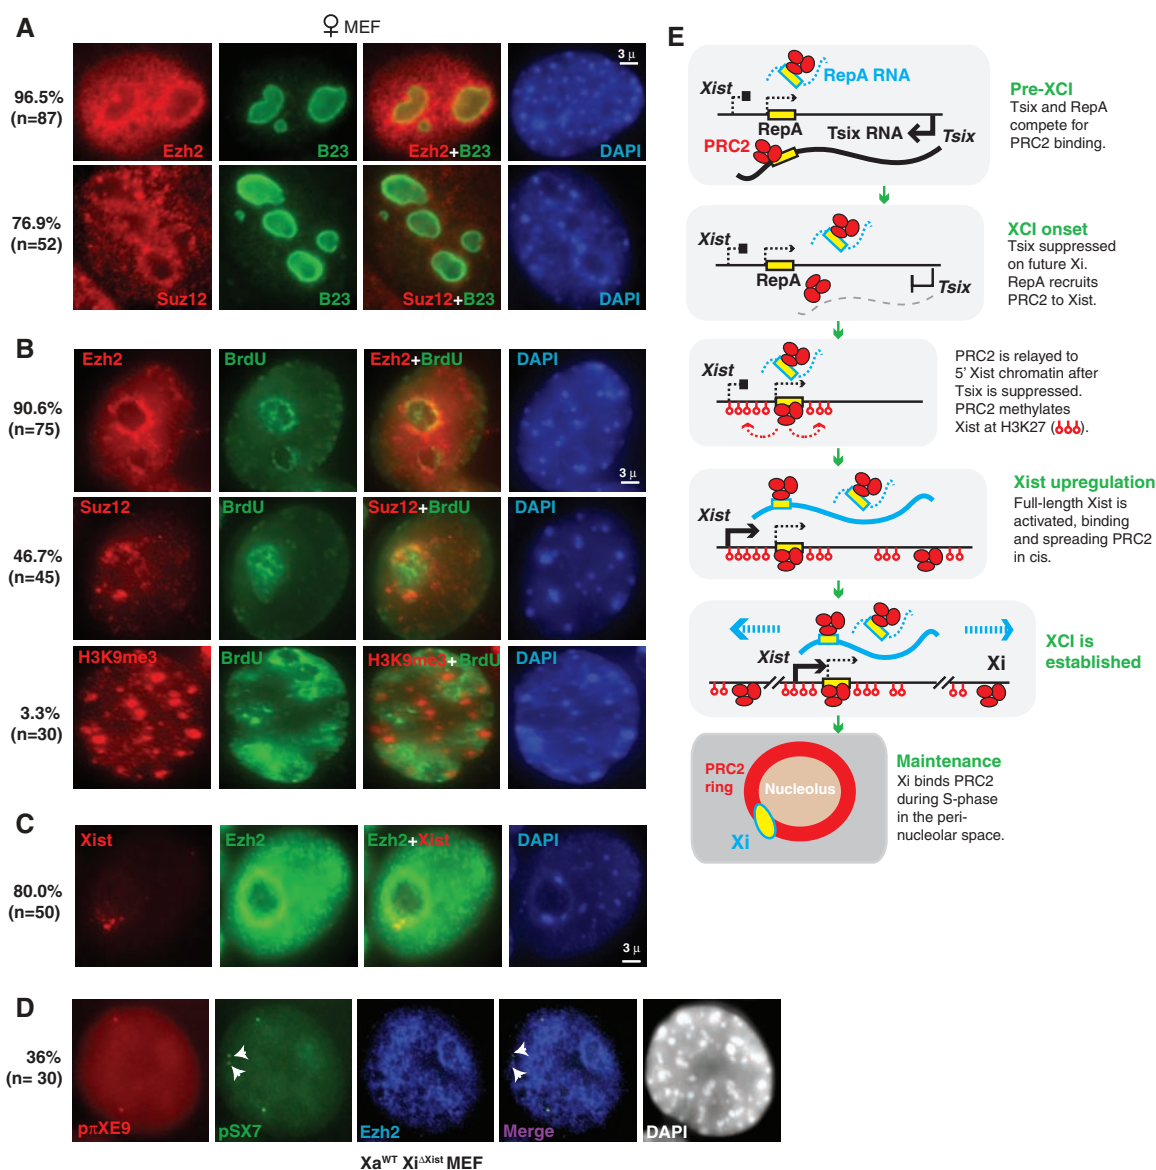 A
♀ MEF
96.5%
(n=87)
Ezh2
B23
Ezh2+B23
3 μ
DAPI
76.9%
(n=52)
Suz12
B23
Suz12+B23
DAPI
B
90.6%
(n=75)
Ezh2
BrdU
Ezh2+BrdU
DAPI
3 μ
46.7%
(n=45)
Suz12
BrdU
Suz12+BrdU
DAPI
3.3%
(n=30)
H3K9me3
BrdU
H3K9me3+BrdU
DAPI
C
80.0%
(n=50)
Xist
Ezh2
Ezh2+Xist
DAPI
3 μ
D
36%
(n= 30)
pπXE9
pSX7
Ezh2
Merge
DAPI
Xa^WT Xi^ΔXist MEF
E
Xist
RepA RNA
RepA
Tsix RNA
Tsix
PRC2
Pre-XCI
Tsix and RepA
compete for
PRC2 binding.
Xist
RepA
Tsix
XCI onset
Tsix suppressed
on future Xi.
RepA recruits
PRC2 to Xist.
Xist
PRC2 is relayed to
5' Xist chromatin after
Tsix is suppressed.
PRC2 methylates
Xist at H3K27 ( ).
Xist
Xist upregulation
Full-length Xist is
activated, binding
and spreading PRC2
in cis.
Xist
Xi
XCI is
established
PRC2
ring
Nucleolus
Xi
Maintenance
Xi binds PRC2
during S-phase
in the peri-
nucleolar space.